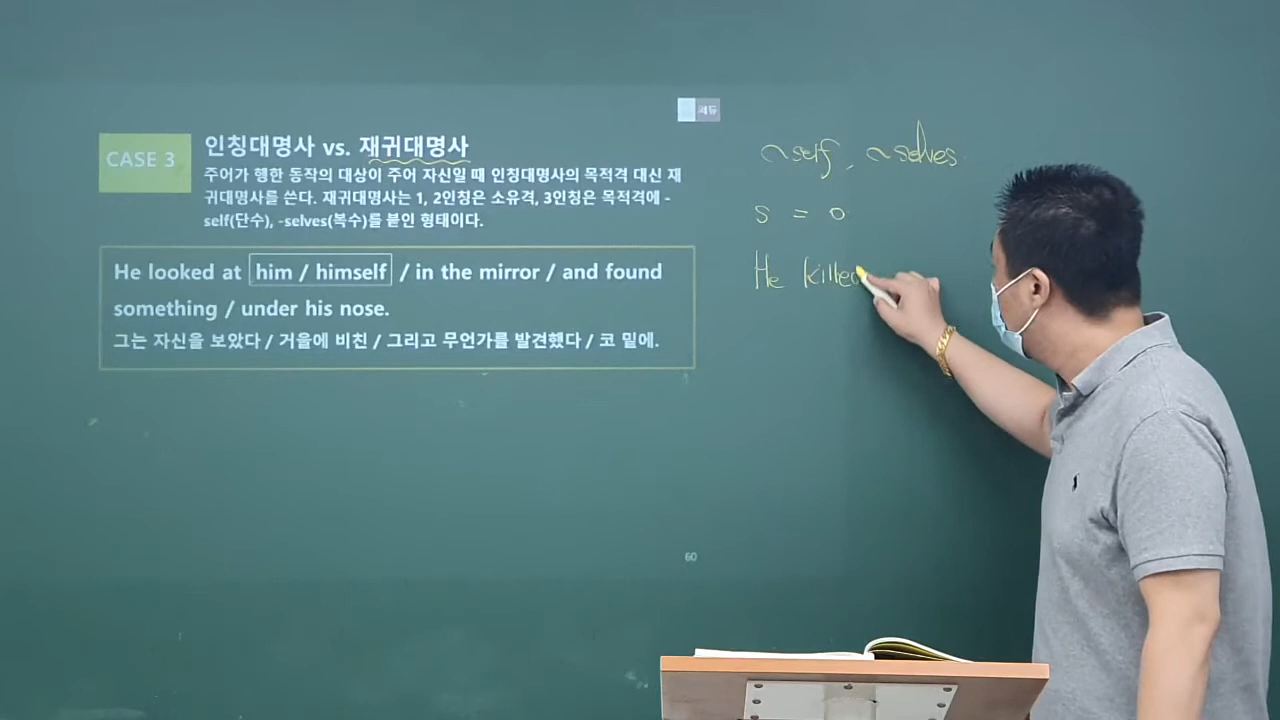 CASE 3
인칭대명사 vs. 재귀대명사
주어가 행한 동작의 대상이 주어 자신일 때 인칭대명사의 목적격 대신 재
귀대명사를 쓴다. 재귀대명사는 1, 2인칭은 소유격, 3인칭은 목적격에 -
self(단수), -selves(복수)를 붙인 형태이다.
He looked at him / himself / in the mirror / and found
something / under his nose.
그는 자신을 보았다 / 거울에 비친 / 그리고 무언가를 발견했다 / 코 밑에.
60
~self, ~selves
S = O
He killed